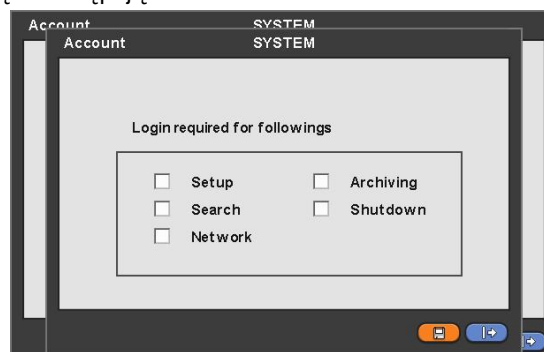 Account SYSTEM
Account SYSTEM
Login required for followings
Setup Archiving
Search Shutdown
Network